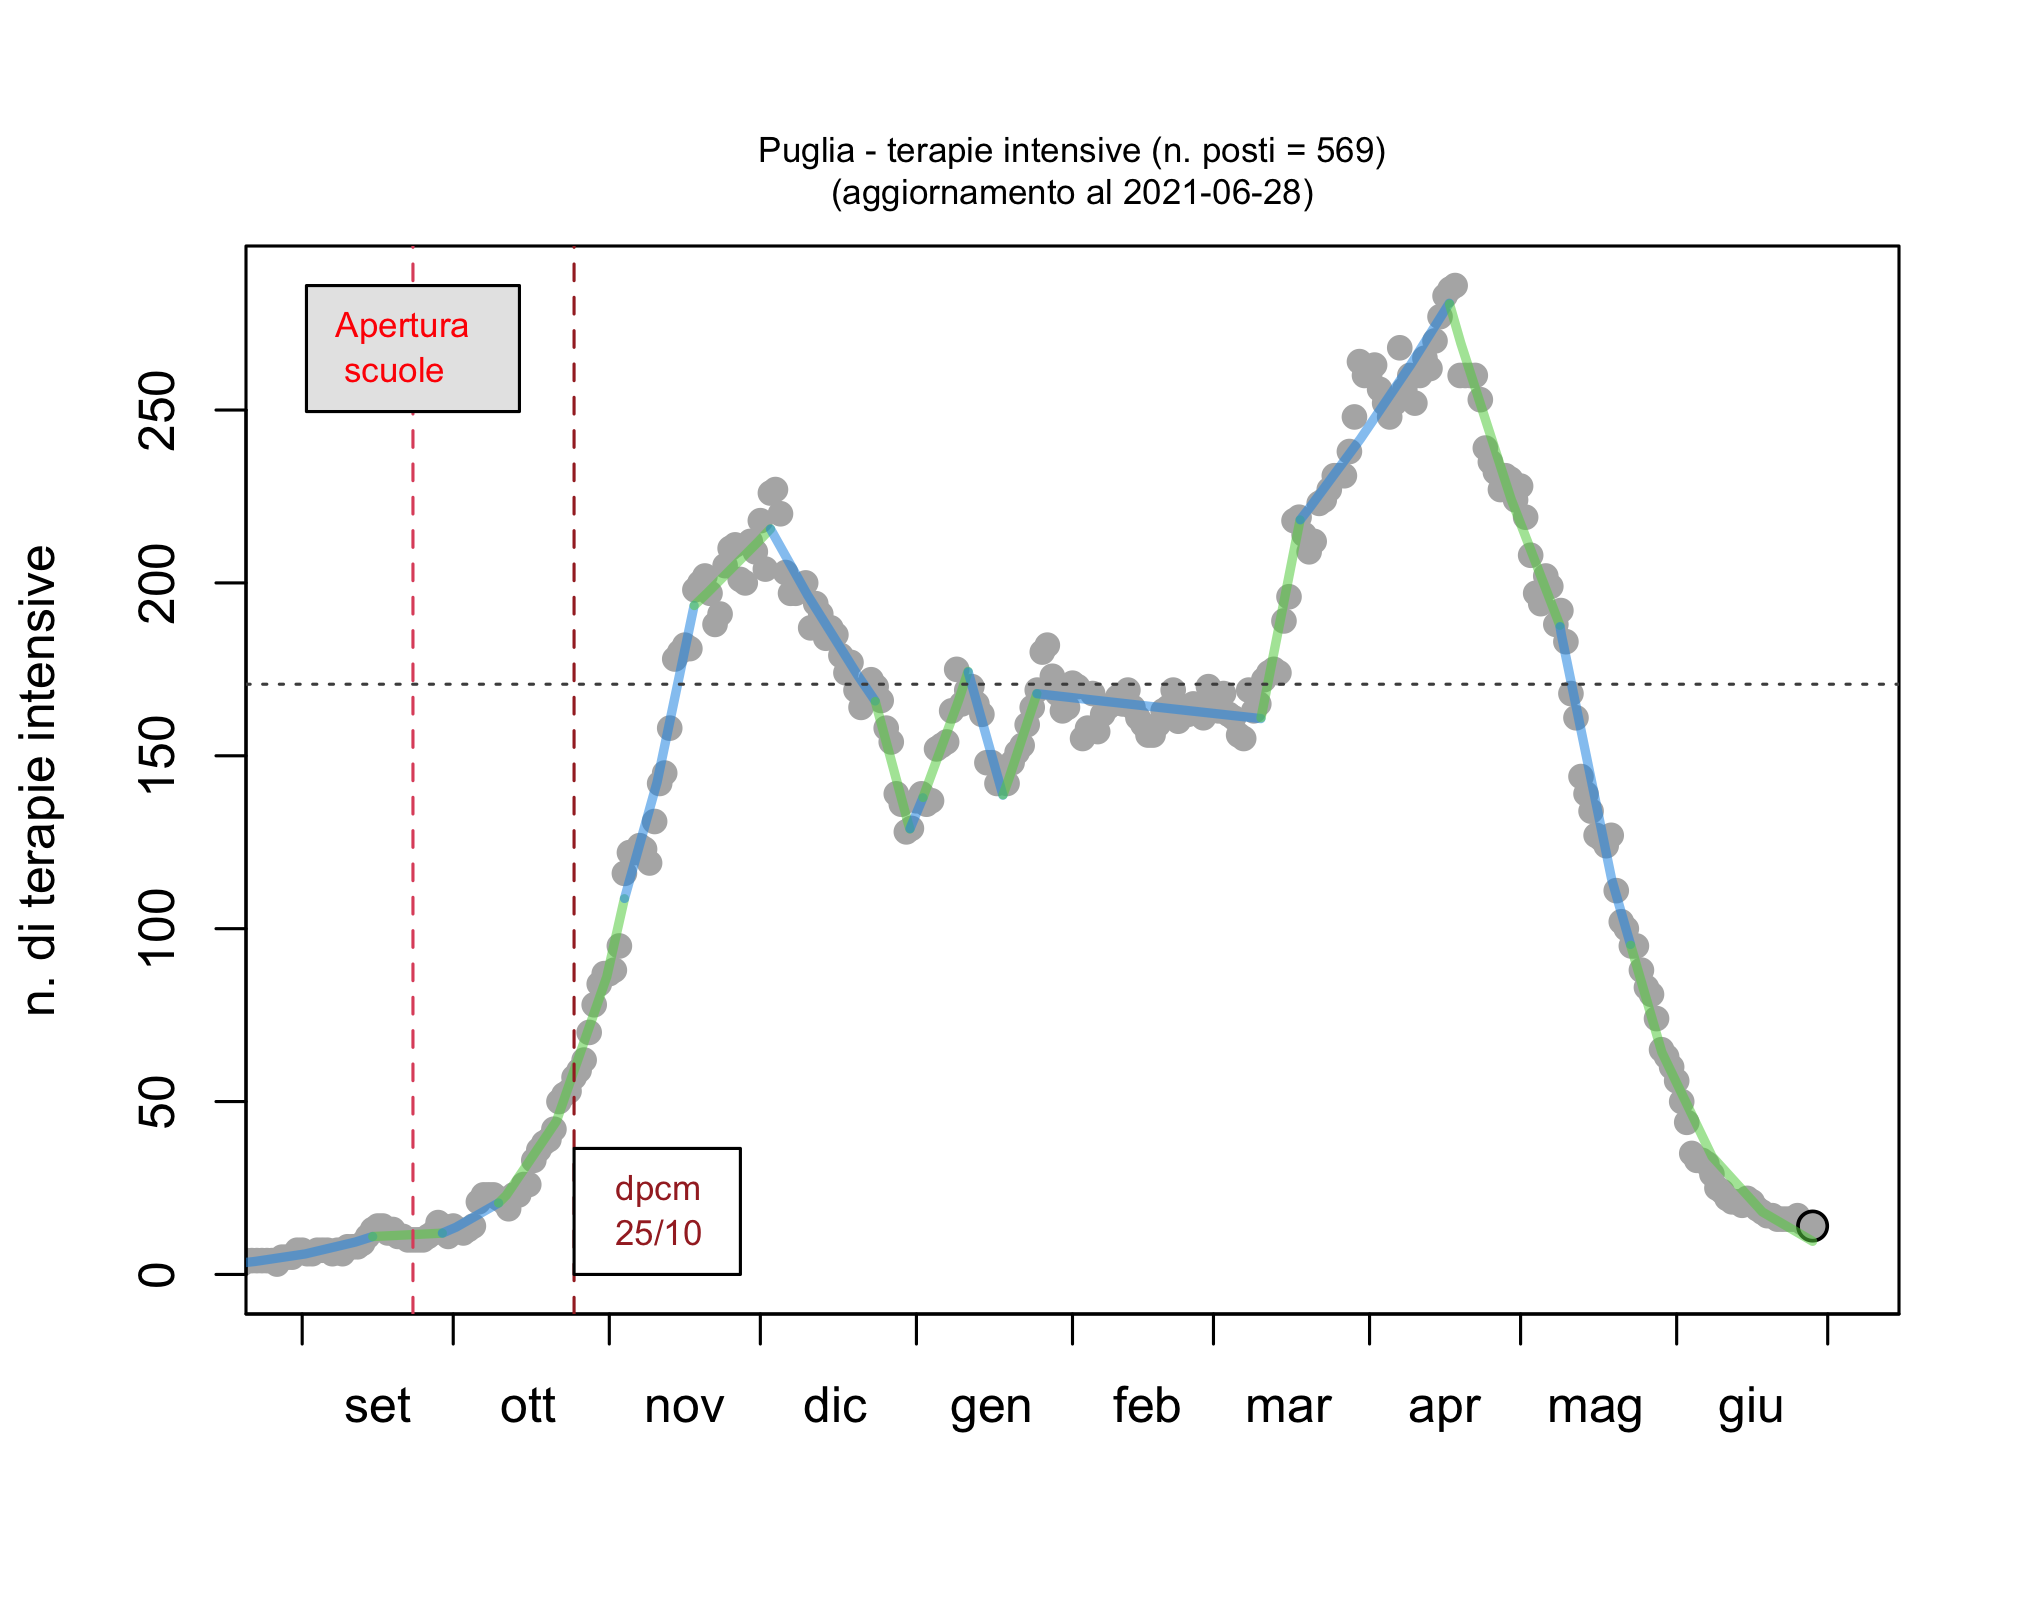 Puglia - terapie intensive (n. posti = 569)
(aggiornamento al 2021-06-28)
Apertura
scuole
n. di terapie intensive
250
200
150
100
50
0
dpcm
25/10
set ott nov dic gen feb mar apr mag giu